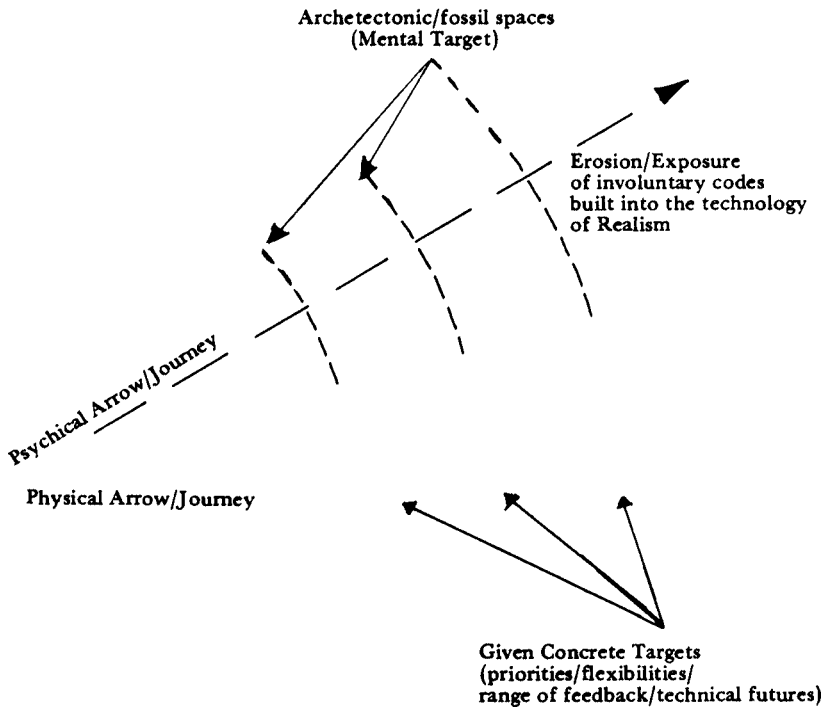 Archetectonic/fossil spaces
(Mental Target)
Erosion/Exposure
of involuntary codes
built into the technology
of Realism
Psychical Arrow/Journey
Physical Arrow/Journey
Given Concrete Targets
(priorities/flexibilities/
range of feedback/technical futures)